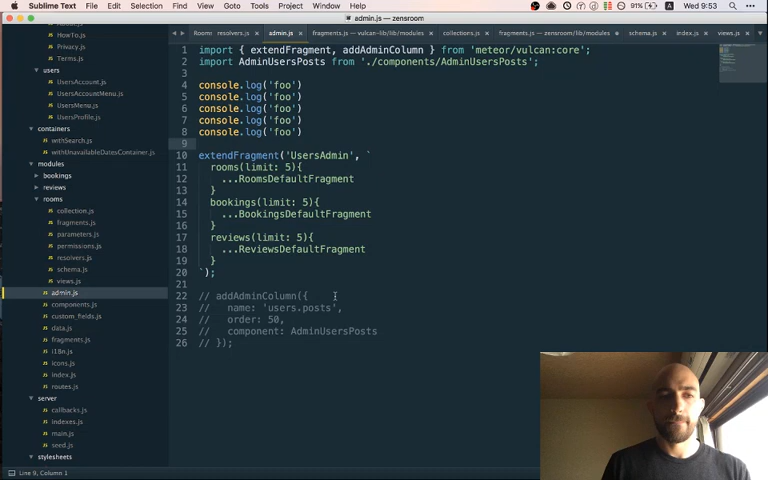 Sublime Text File Edit Selection Find View Goto Tools Project Window Help 91% Wed 9:53
admin.js — zensroom
Rooms resolvers.js admin.js fragments.js — vulcan-lib/lib/modules collections.js fragments.js — zensroom/lib/modules schema.js index.js views.js
HowTo.js
Privacy.js
Terms.js
users
UsersAccount.js
UsersAccountMenu.js
UsersMenu.js
UsersProfile.js
containers
withSearch.js
withUnavailableDatesContainer.js
modules
bookings
reviews
rooms
collection.js
fragments.js
parameters.js
permissions.js
resolvers.js
schema.js
views.js
admin.js
components.js
custom_fields.js
data.js
fragments.js
i18n.js
icons.js
index.js
routes.js
server
callbacks.js
indexes.js
main.js
seed.js
stylesheets
1 import { extendFragment, addAdminColumn } from 'meteor/vulcan:core';
2 import AdminUsersPosts from './components/AdminUsersPosts';
3
4 console.log('foo')
5 console.log('foo')
6 console.log('foo')
7 console.log('foo')
8 console.log('foo')
9
10 extendFragment('UsersAdmin', `
11 rooms(limit: 5){
12 ...RoomsDefaultFragment
13 }
14 bookings(limit: 5){
15 ...BookingsDefaultFragment
16 }
17 reviews(limit: 5){
18 ...ReviewsDefaultFragment
19 }
20 `);
21
22 // addAdminColumn({
23 // name: 'users.posts',
24 // order: 50,
25 // component: AdminUsersPosts
26 // });
Line 9, Column 1